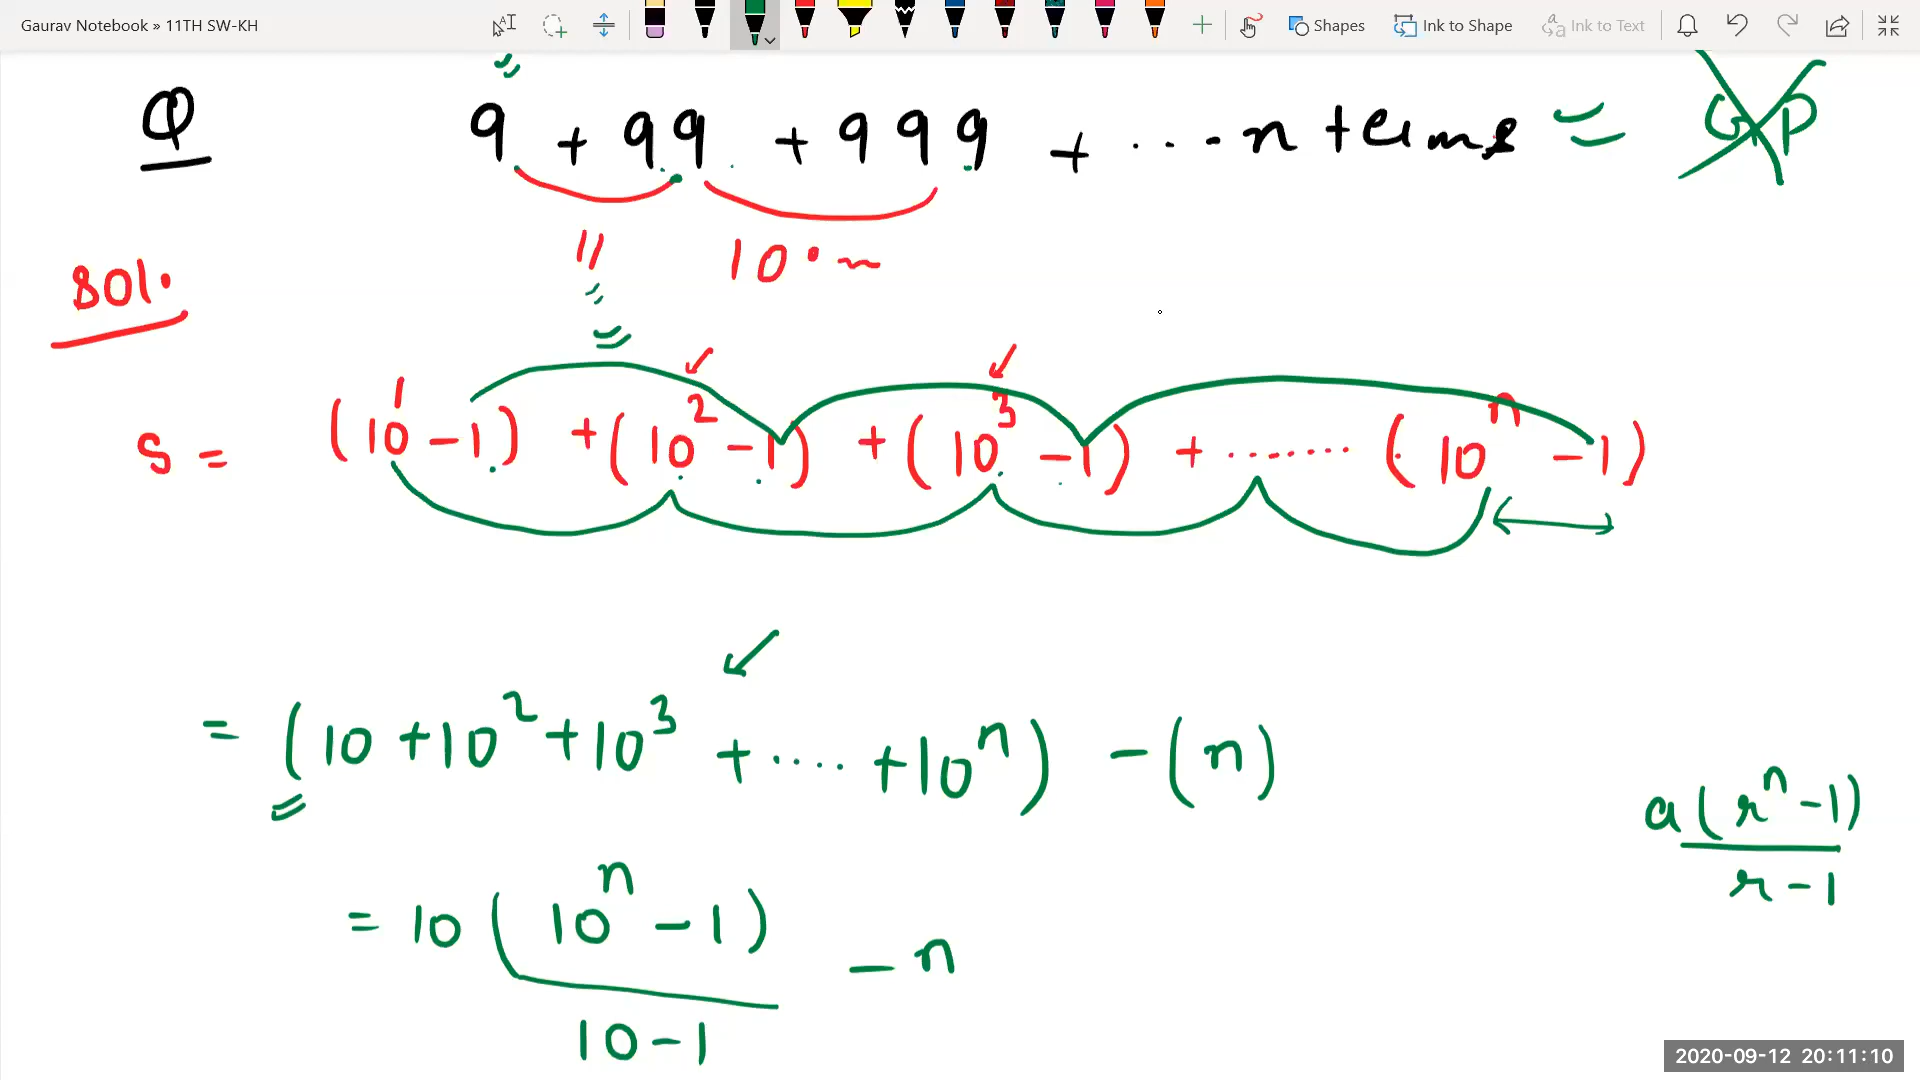 Gaurav Notebook » 11TH SW-KH
Shapes
Ink to Shape
Ink to Text
Q 9 + 99 + 999 + ... n terms = GP
11 10.~
Sol.
S = (10¹ - 1) + (10² - 1) + (10³ - 1) + ........ (10ⁿ - 1)
= (10 + 10² + 10³ + .... + 10ⁿ) - (n)
a(rⁿ - 1)
r - 1
= 10 (10ⁿ - 1) - n
10 - 1
2020-09-12 20:11:10